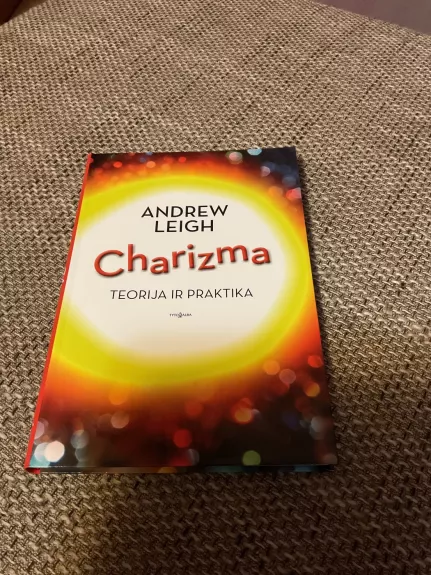 ANDREW
LEIGH
Charizma
TEORIJA IR PRAKTIKA